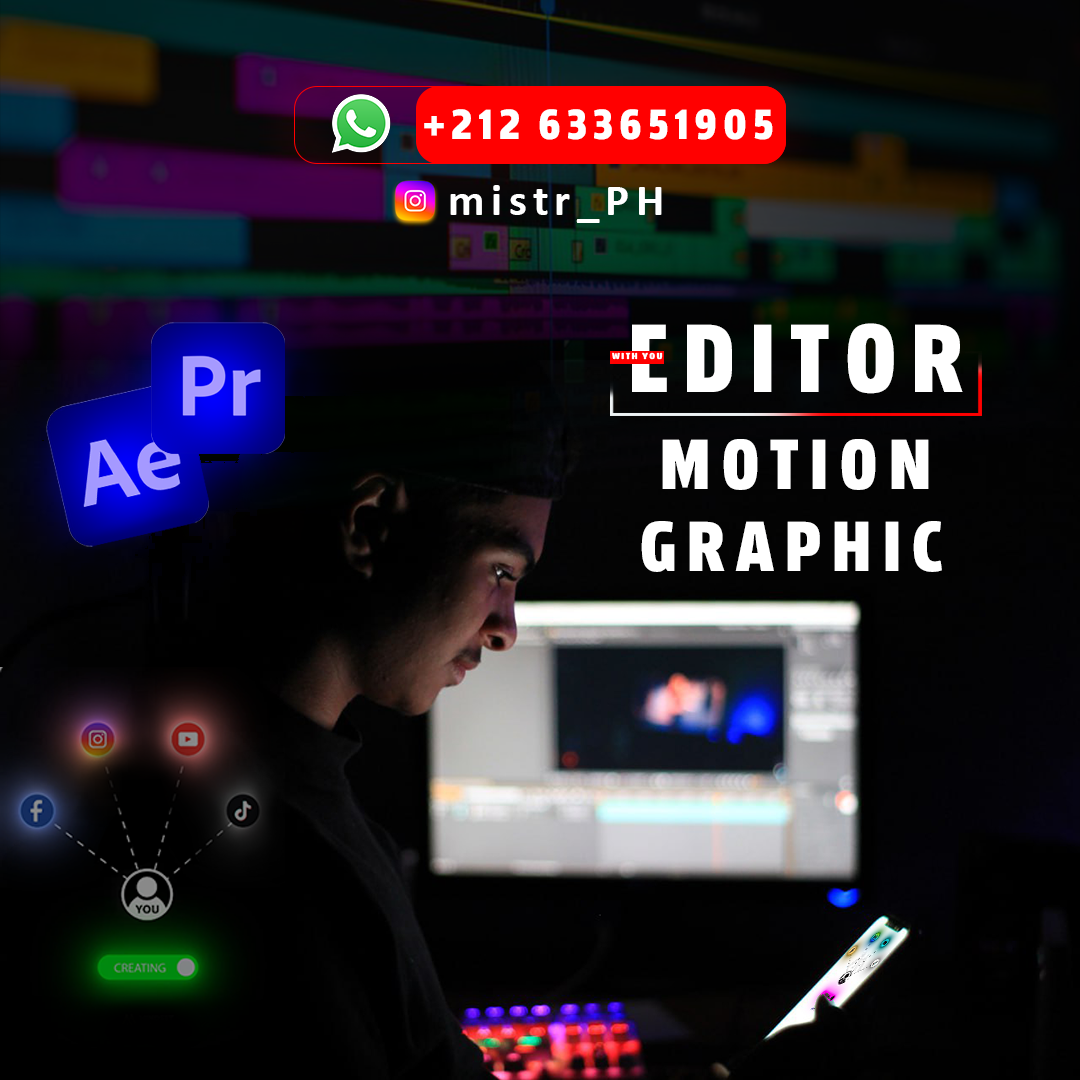 +212 633651905
mistr_PH
Pr
Ae
WITH YOU
EDITOR
MOTION
GRAPHIC
YOU
CREATING